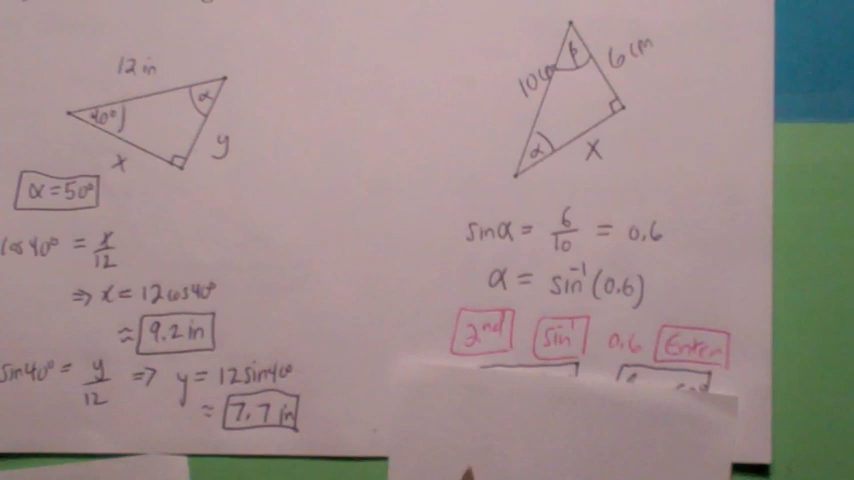 12 in
40°
α
x
y
α = 50°
cos 40° = x/12
⇒ x = 12 cos 40°
≈ 9.2 in
sin 40° = y/12 ⇒ y = 12 sin 40°
≈ 7.7 in
β
10 cm
6 cm
α
x
sin α = 6/10 = 0.6
α = sin⁻¹(0.6)
2nd sin⁻¹ 0.6 Enter